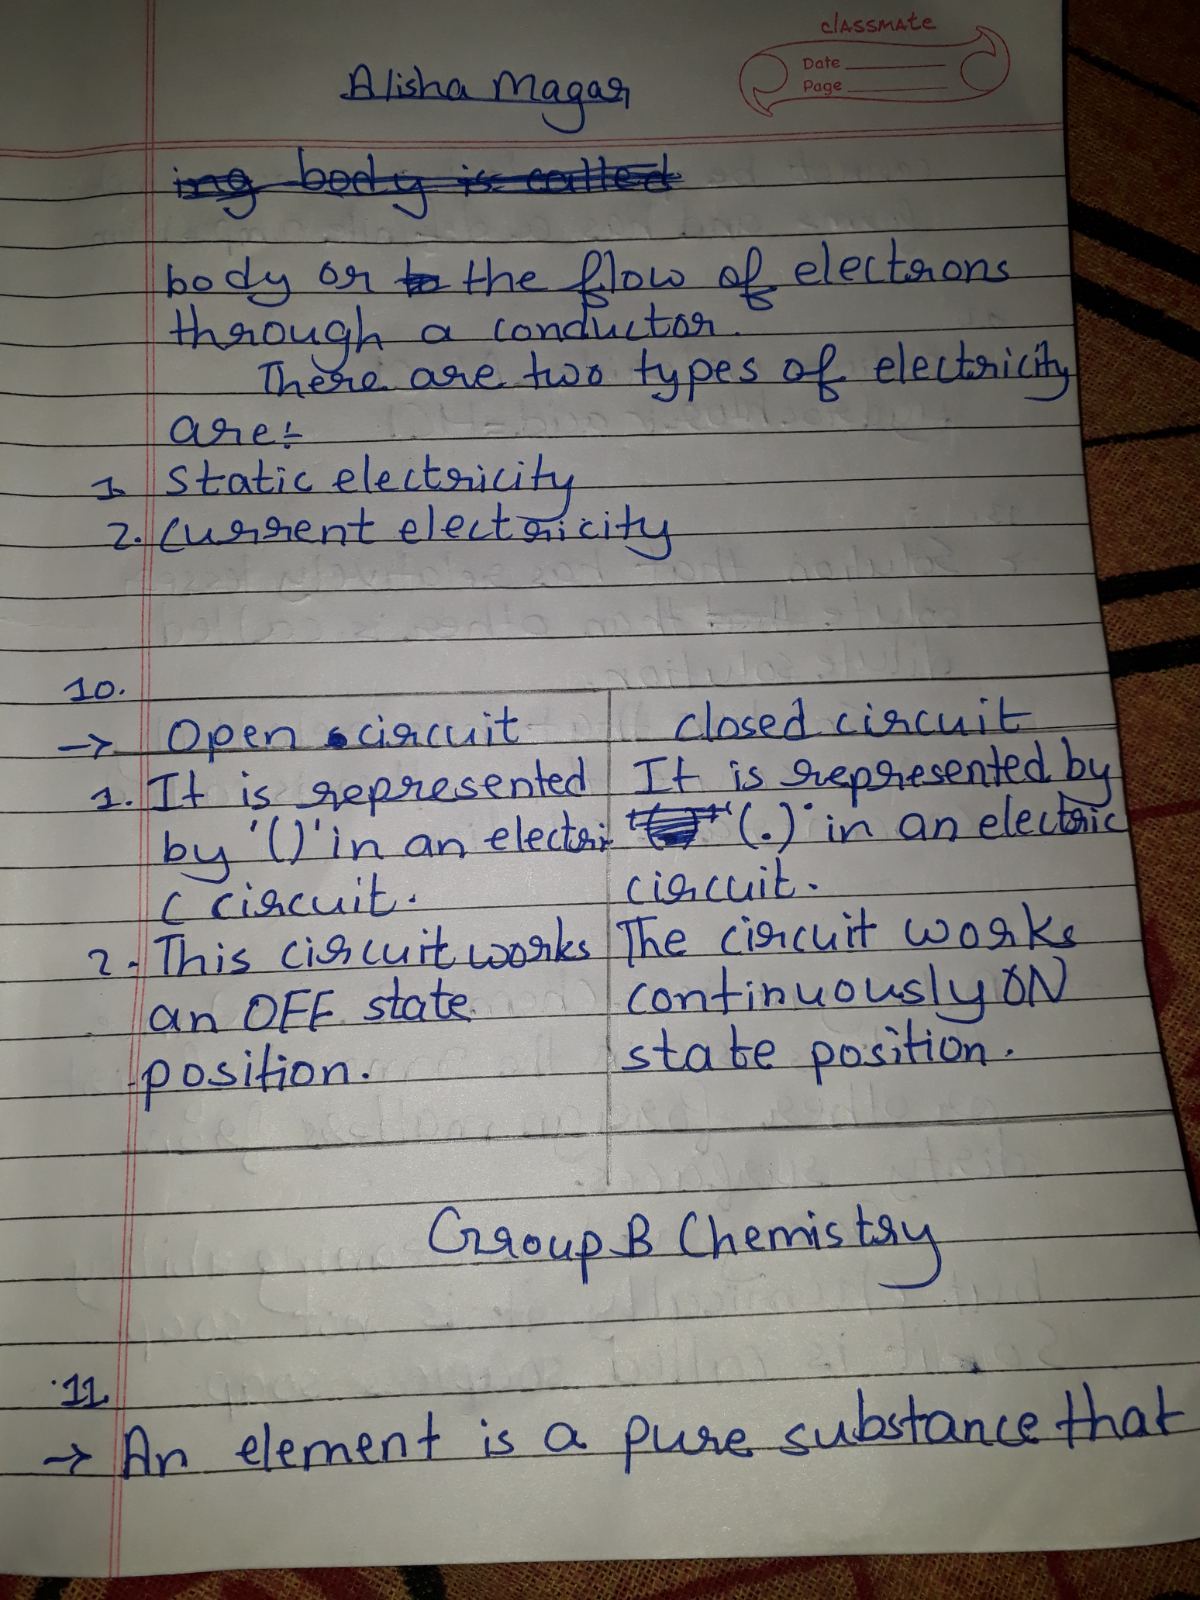 classmate
Date
Page
Alisha Magar
ing body is called
body or the flow of electrons
through a conductor.
There are two types of electricity
are:-
1. Static electricity
2. Current electricity
10.
→ Open circuit
closed circuit
1. It is represented
by '()' in an electri
c circuit.
It is represented by
'(.)' in an electric
circuit.
2. This circuit works
an OFF state
position.
The circuit works
continuously ON
state position.
Group B Chemistry
11.
→ An element is a pure substance that